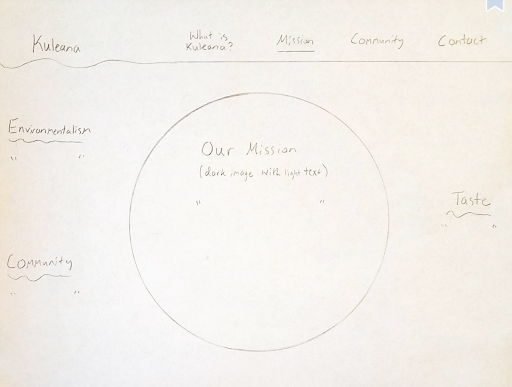 Kuleana
What is
Kuleana?
Mission
Community
Contact
Environmentalism
" "
Our Mission
(dark image with light text)
" "
Taste
" "
Community
" "